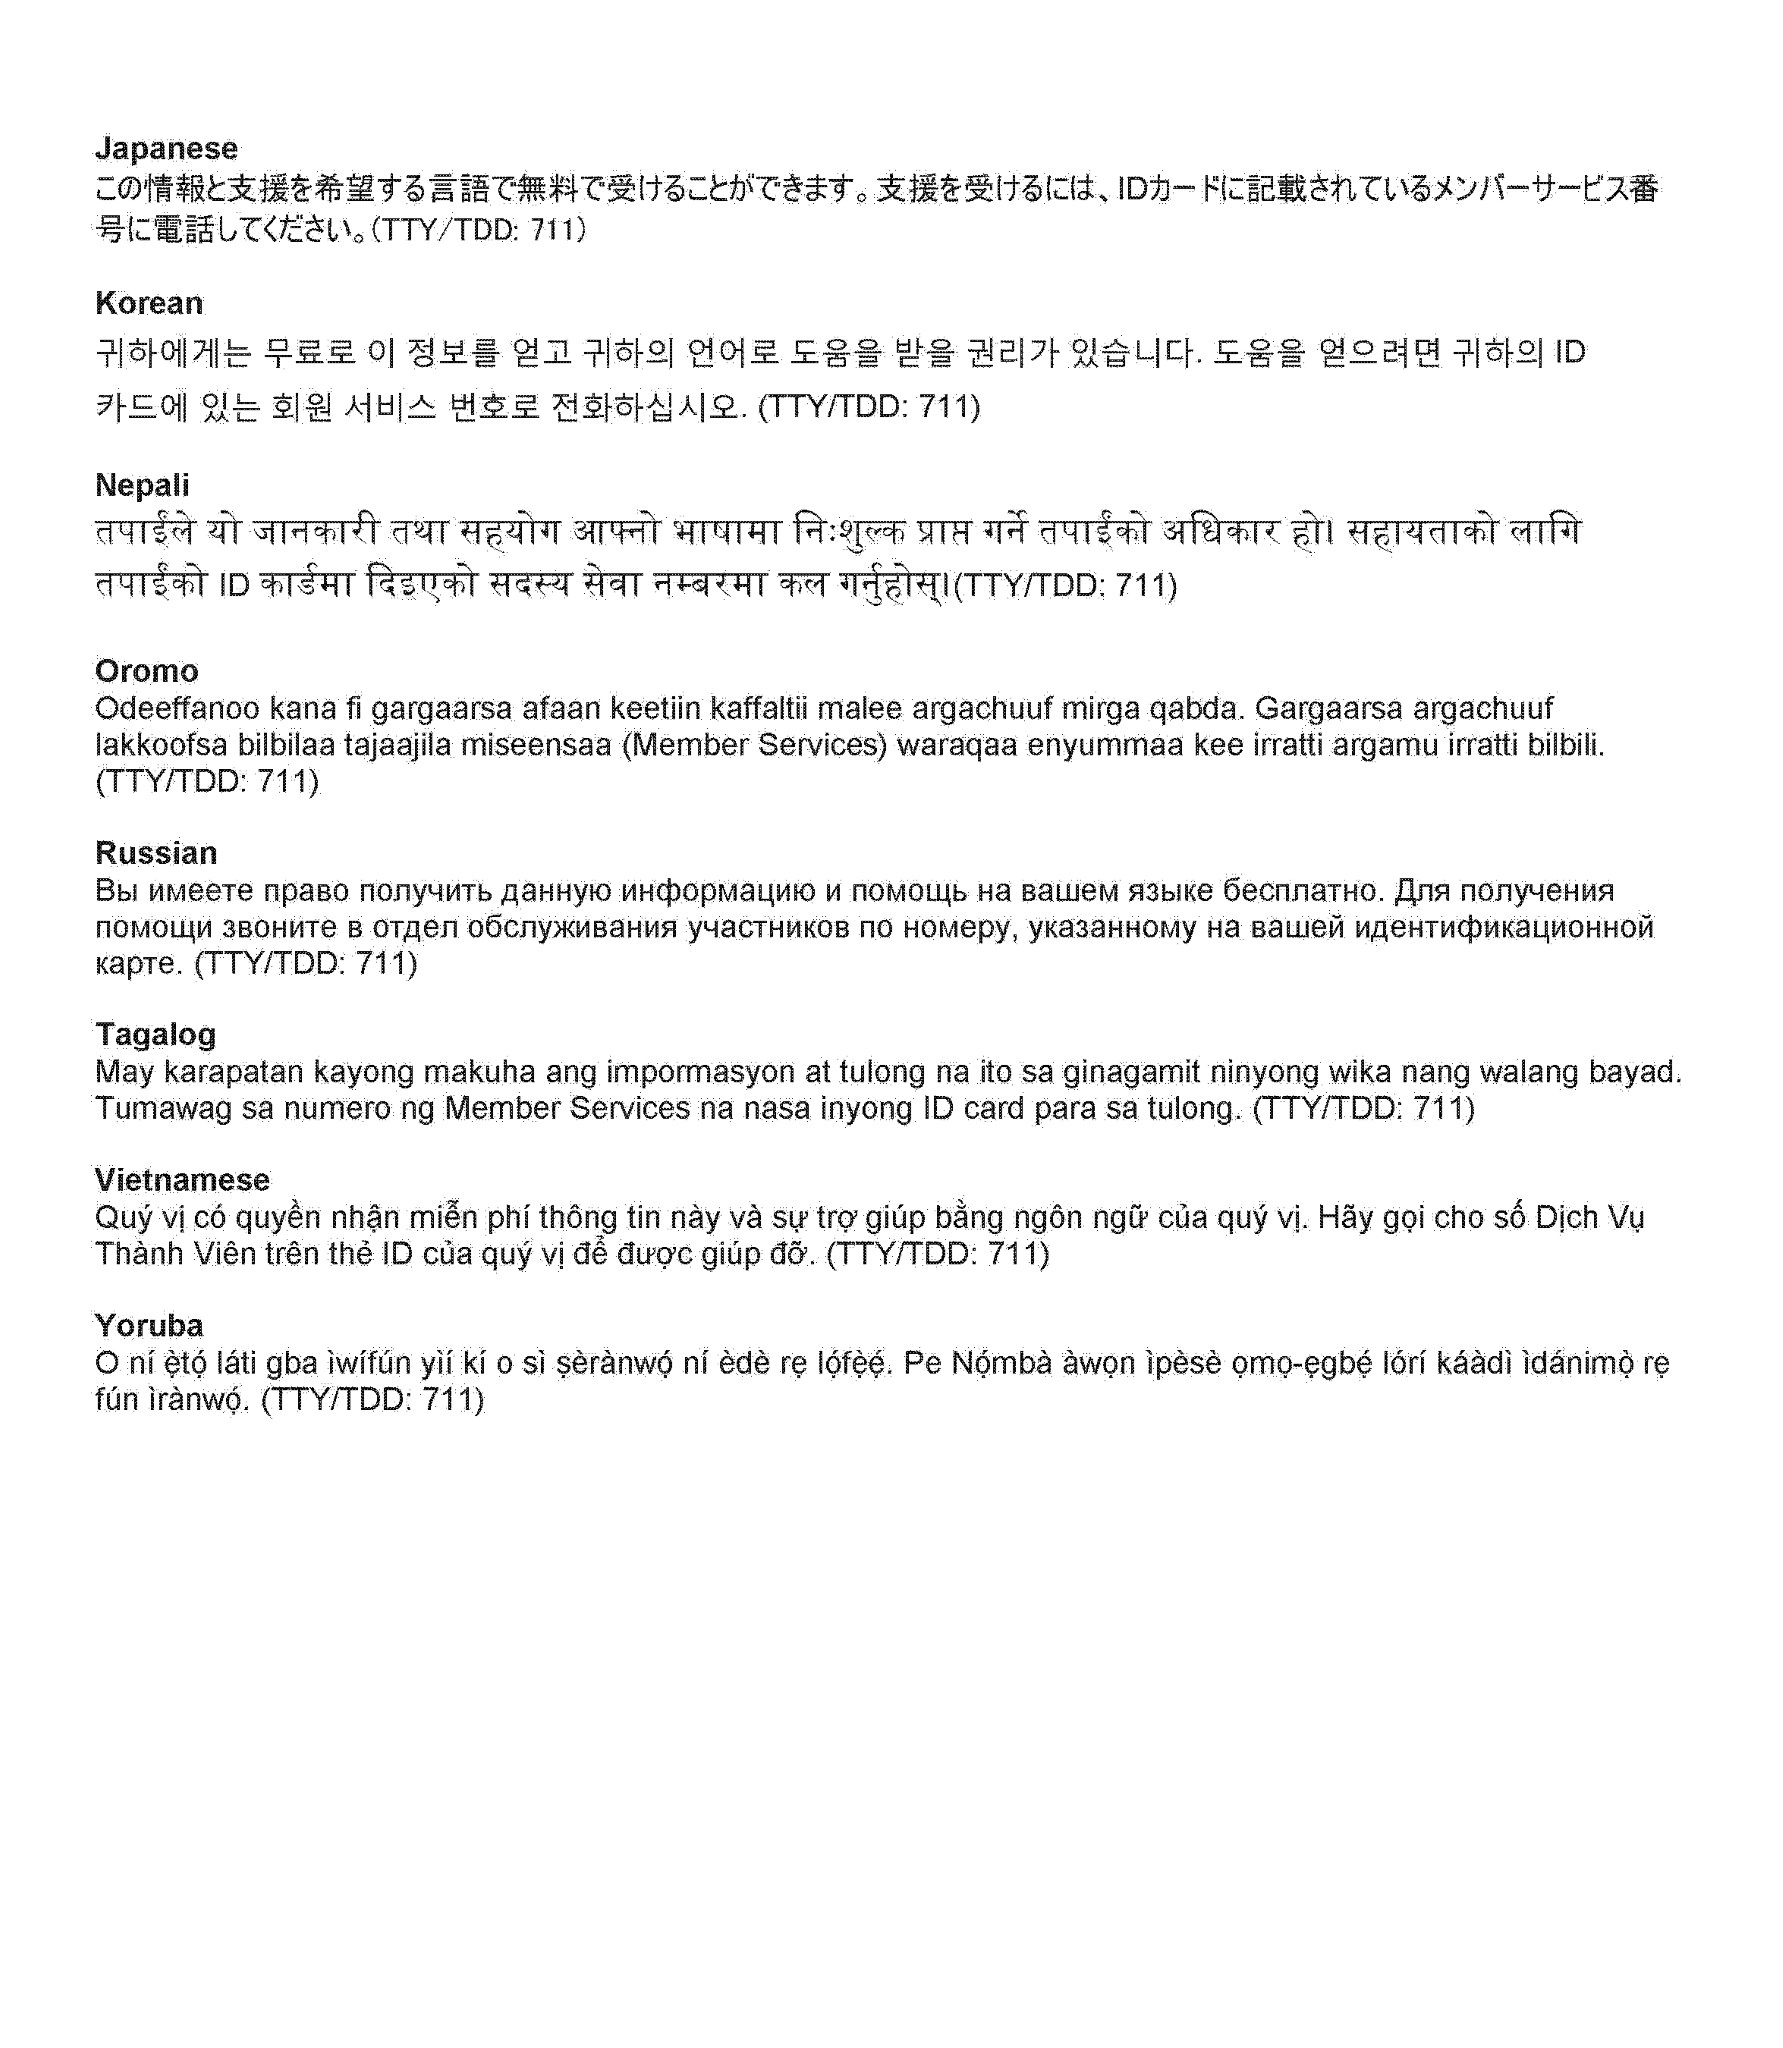 Japanese
この情報と支援を希望する言語で無料で受けることができます。支援を受けるには、IDカードに記載されているメンバーサービス番
号に電話してください。(TTY/TDD: 711)
Korean
귀하에게는 무료로 이 정보를 얻고 귀하의 언어로 도움을 받을 권리가 있습니다. 도움을 얻으려면 귀하의 ID
카드에 있는 회원 서비스 번호로 전화하십시오. (TTY/TDD: 711)
Nepali
तपाईंले यो जानकारी तथा सहयोग आफ्नो भाषामा निःशुल्क प्राप्त गर्ने तपाईंको अधिकार हो। सहायताको लागि
तपाईंको ID कार्डमा दिइएको सदस्य सेवा नम्बरमा कल गर्नुहोस्।(TTY/TDD: 711)
Oromo
Odeeffanoo kana fi gargaarsa afaan keetiin kaffaltii malee argachuuf mirga qabda. Gargaarsa argachuuf
lakkoofsa bilbilaa tajaajila miseensaa (Member Services) waraqaa enyummaa kee irratti argamu irratti bilbili.
(TTY/TDD: 711)
Russian
Вы имеете право получить данную информацию и помощь на вашем языке бесплатно. Для получения
помощи звоните в отдел обслуживания участников по номеру, указанному на вашей идентификационной
карте. (TTY/TDD: 711)
Tagalog
May karapatan kayong makuha ang impormasyon at tulong na ito sa ginagamit ninyong wika nang walang bayad.
Tumawag sa numero ng Member Services na nasa inyong ID card para sa tulong. (TTY/TDD: 711)
Vietnamese
Quý vị có quyền nhận miễn phí thông tin này và sự trợ giúp bằng ngôn ngữ của quý vị. Hãy gọi cho số Dịch Vụ
Thành Viên trên thẻ ID của quý vị để được giúp đỡ. (TTY/TDD: 711)
Yoruba
O ní ẹ̀tọ́ láti gba ìwífún yìí kí o sì ṣèrànwọ́ ní èdè rẹ lọ́fẹ̀ẹ́. Pe Nọ́mbà àwọn ìpèsè ọmọ-ẹgbẹ́ lórí káàdì ìdánimọ̀ rẹ
fún ìrànwọ́. (TTY/TDD: 711)